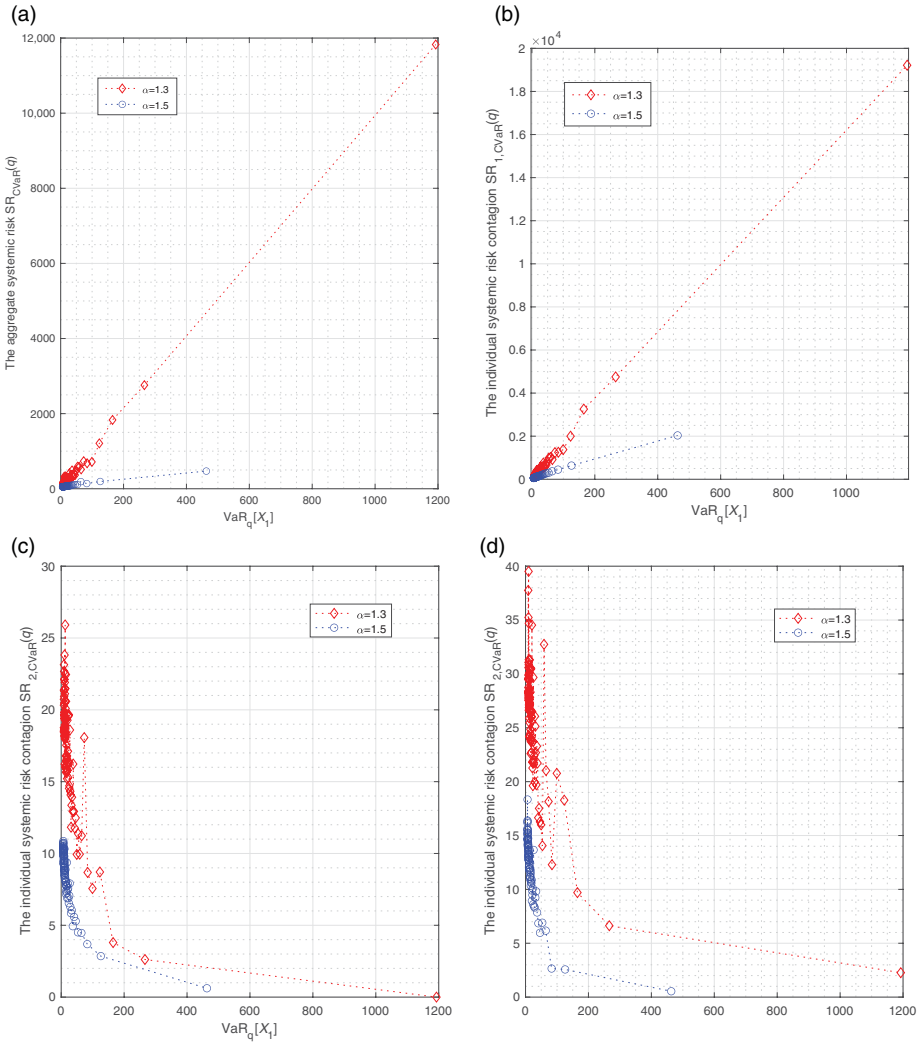 (a)
12,000
10,000
8000
6000
4000
2000
0
0 200 400 600 800 1000 1200
The aggregate systemic risk SR_CVaR(q)
VaR_q[X_1]
α=1.3
α=1.5
(b)
×10^4
2
1.8
1.6
1.4
1.2
1
0.8
0.6
0.4
0.2
0
0 200 400 600 800 1000
The individual systemic risk contagion SR_1,CVaR(q)
VaR_q[X_1]
α=1.3
α=1.5
(c)
30
25
20
15
10
5
0
0 200 400 600 800 1000 1200
The individual systemic risk contagion SR_2,CVaR(q)
VaR_q[X_1]
α=1.3
α=1.5
(d)
40
35
30
25
20
15
10
5
0
0 200 400 600 800 1000 1200
The individual systemic risk contagion SR_2,CVaR(q)
VaR_q[X_1]
α=1.3
α=1.5